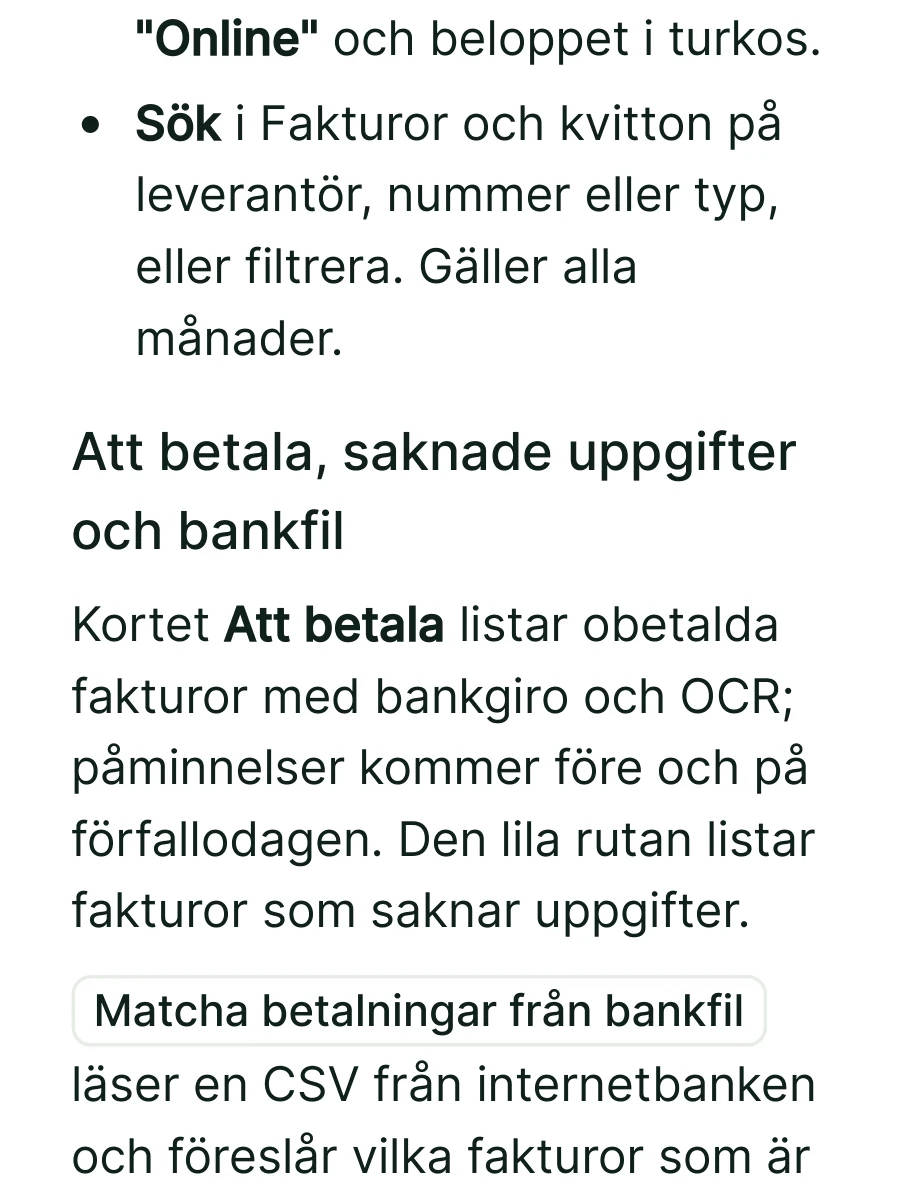 "Online" och beloppet i turkos.
• Sök i Fakturor och kvitton på
leverantör, nummer eller typ,
eller filtrera. Gäller alla
månader.
Att betala, saknade uppgifter
och bankfil
Kortet Att betala listar obetalda
fakturor med bankgiro och OCR;
påminnelser kommer före och på
förfallodagen. Den lila rutan listar
fakturor som saknar uppgifter.
Matcha betalningar från bankfil
läser en CSV från internetbanken
och föreslår vilka fakturor som är